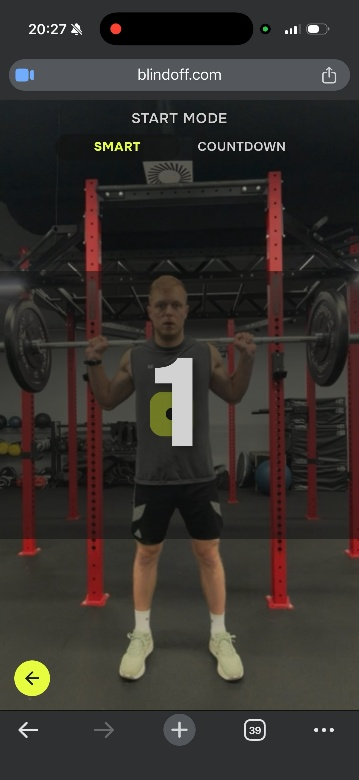 20:27
blindoff.com
START MODE
SMART COUNTDOWN
1
39